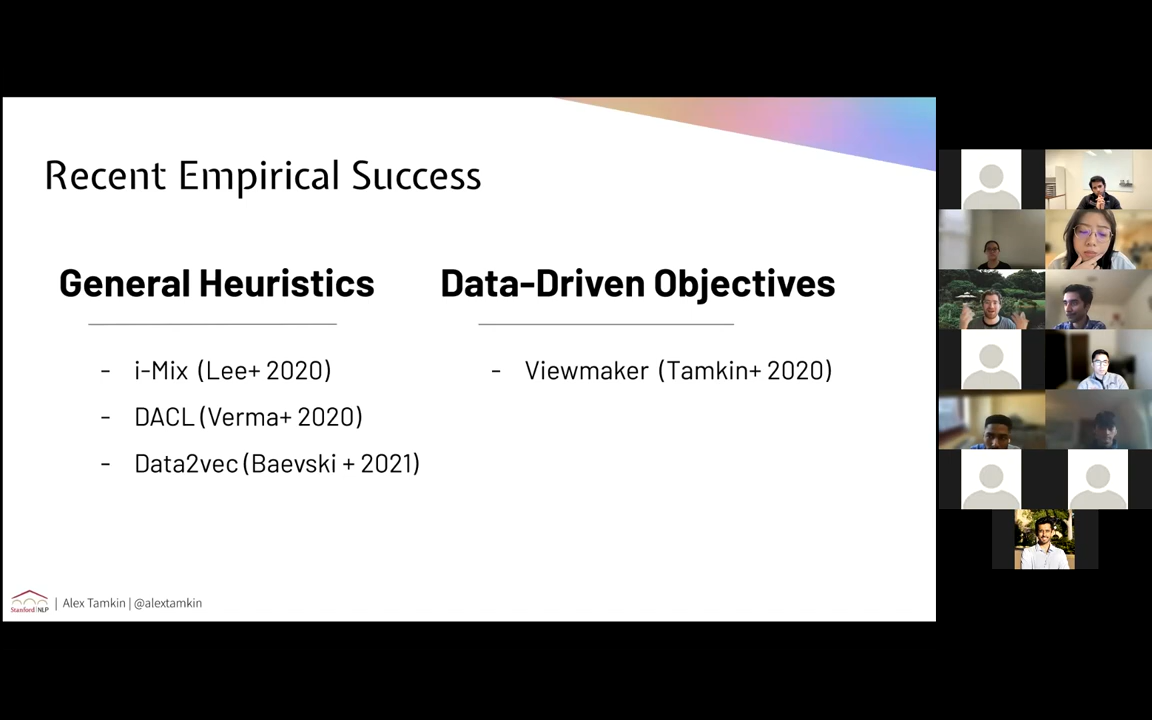 Recent Empirical Success
General Heuristics
- i-Mix (Lee+ 2020)
- DACL (Verma+ 2020)
- Data2vec (Baevski + 2021)
Data-Driven Objectives
- Viewmaker (Tamkin+ 2020)
Stanford|NLP | Alex Tamkin | @alextamkin